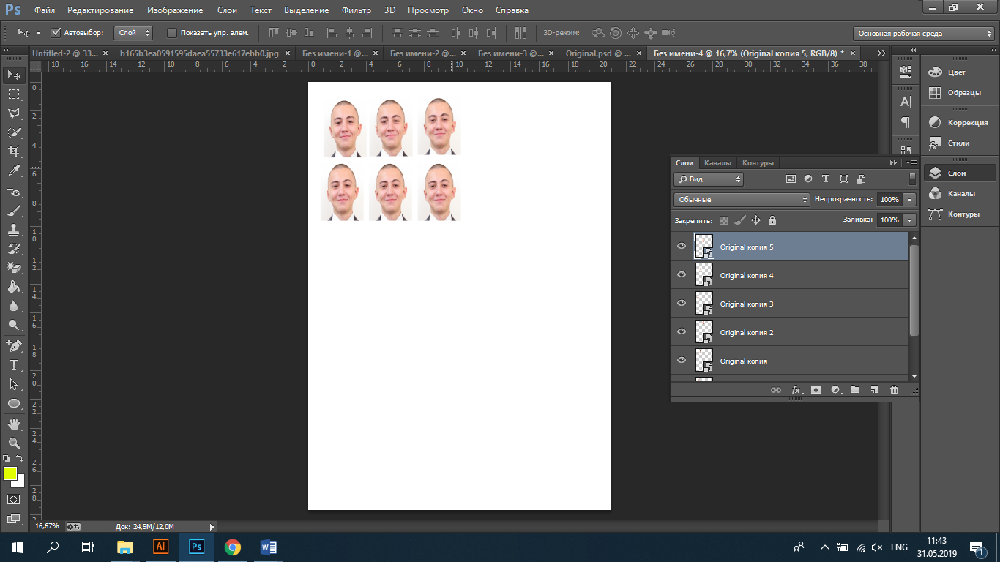 Ps Файл Редактирование Изображение Слои Текст Выделение Фильтр 3D Просмотр Окно Справка
Автовыбор: Слой Показать упр. элем. 3D-режим: Основная рабочая среда
Untitled-2 @ 33... × b165b3ea0591595daea55733e617ebb0.jpg × Без имени-1 @ ... × Без имени-2 @ ... × Без имени-3 @ ... × Original.psd @ ... × Без имени-4 @ 16,7% (Original копия 5, RGB/8) * ×
18 16 14 12 10 8 6 4 2 0 2 4 6 8 10 12 14 16 18 20 22 24 26 28 30 32 34 36 38
0
2
4
6
8
10
12
14
16
18
20
22
24
26
28
Цвет
Образцы
Коррекция
Стили
Слои
Каналы
Контуры
Слои Каналы Контуры
Вид
Обычные Непрозрачность: 100%
Закрепить: Заливка: 100%
Original копия 5
Original копия 4
Original копия 3
Original копия 2
Original копия
fx
16,67% Док: 24,9M/12,0M
Ai Ps W ENG 11:43
31.05.2019 1